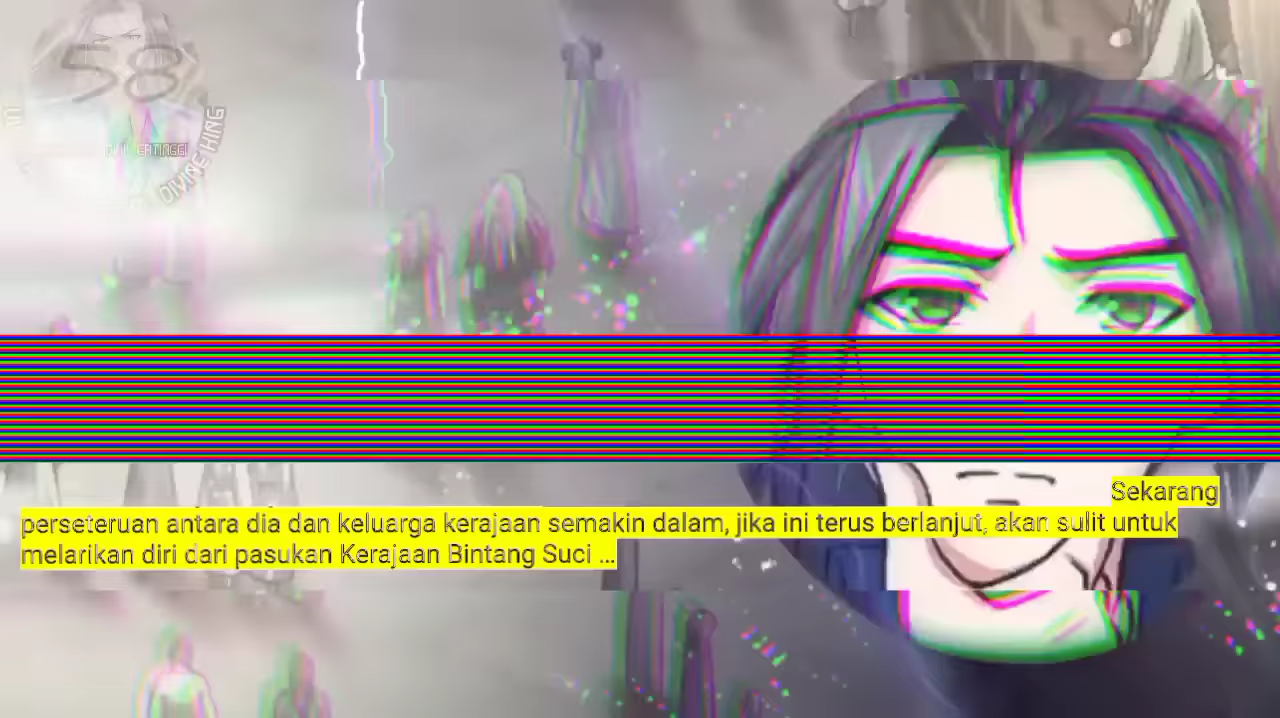 58
DIVINE KING
Sekarang
perseteruan antara dia dan keluarga kerajaan semakin dalam, jika ini terus berlanjut, akan sulit untuk
melarikan diri dari pasukan Kerajaan Bintang Suci ...